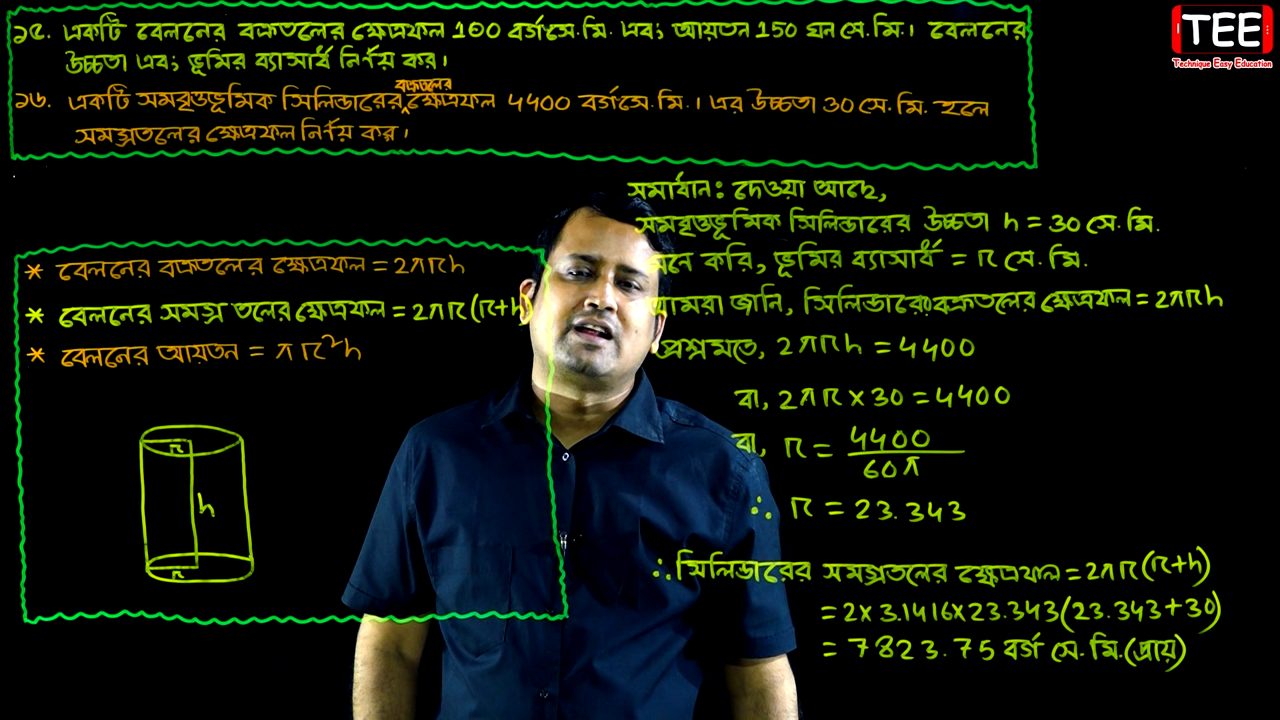 TEE
Technique Easy Education
১৫. একটি বেলনের বক্রতলের ক্ষেত্রফল 100 বর্গ সে.মি. এবং আয়তন 150 ঘন সে.মি.। বেলনের
উচ্চতা এবং ভূমির ব্যাসার্ধ নির্ণয় কর।
বক্রতলের
১৬. একটি সমবৃত্তভূমিক সিলিন্ডারের ক্ষেত্রফল 4400 বর্গ সে.মি.। এর উচ্চতা 30 সে.মি. হলে
সমগ্রতলের ক্ষেত্রফল নির্ণয় কর।
* বেলনের বক্রতলের ক্ষেত্রফল = 2πrh
* বেলনের সমগ্র তলের ক্ষেত্রফল = 2πr(r+h)
* বেলনের আয়তন = πr²h
r
h
r
সমাধান: দেওয়া আছে,
সমবৃত্তভূমিক সিলিন্ডারের উচ্চতা h = 30 সে.মি.
মনে করি, ভূমির ব্যাসার্ধ = r সে.মি.
আমরা জানি, সিলিন্ডারের বক্রতলের ক্ষেত্রফল = 2πrh
প্রশ্নমতে, 2πrh = 4400
বা, 2πr × 30 = 4400
বা, r = 4400/60π
∴ r = 23.343
∴ সিলিন্ডারের সমগ্রতলের ক্ষেত্রফল = 2πr(r+h)
= 2×3.1416×23.343(23.343+30)
= 7823.75 বর্গ সে.মি.(প্রায়)